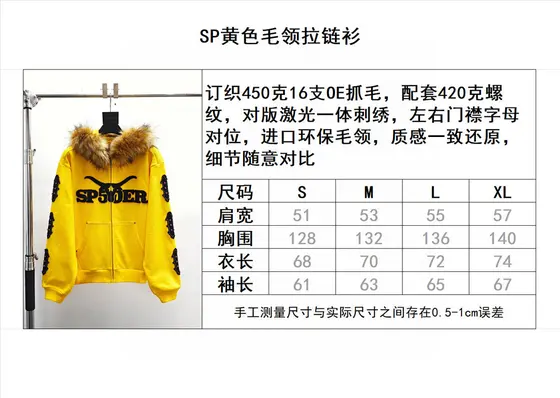 SP黄色毛领拉链衫
订织450克16支OE抓毛，配套420克螺
纹，对版激光一体刺绣，左右门襟字母
对位，进口环保毛领，质感一致还原，
细节随意对比
尺码 S M L XL
肩宽 51 53 55 57
胸围 128 132 136 140
衣长 68 70 72 74
袖长 61 63 65 67
手工测量尺寸与实际尺寸之间存在0.5-1cm误差
SP5DER